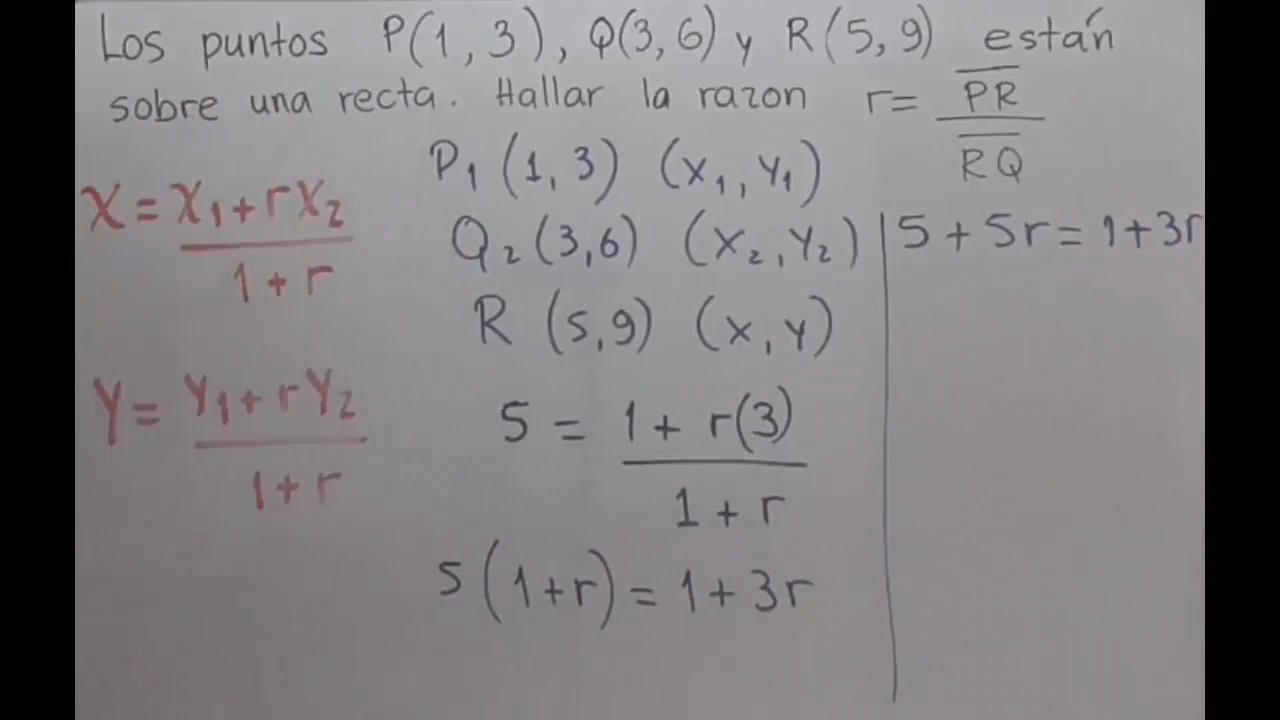 Los puntos P(1,3), Q(3,6) y R(5,9) están
sobre una recta. Hallar la razon r= PR / RQ
P1 (1,3) (x1, y1)
Q2 (3,6) (x2, y2)
R (5,9) (x, y)
x = x1+rx2 / 1+r
y = y1+ry2 / 1+r
5 = 1+ r(3) / 1+r
5(1+r) = 1+3r
5+5r = 1+3r